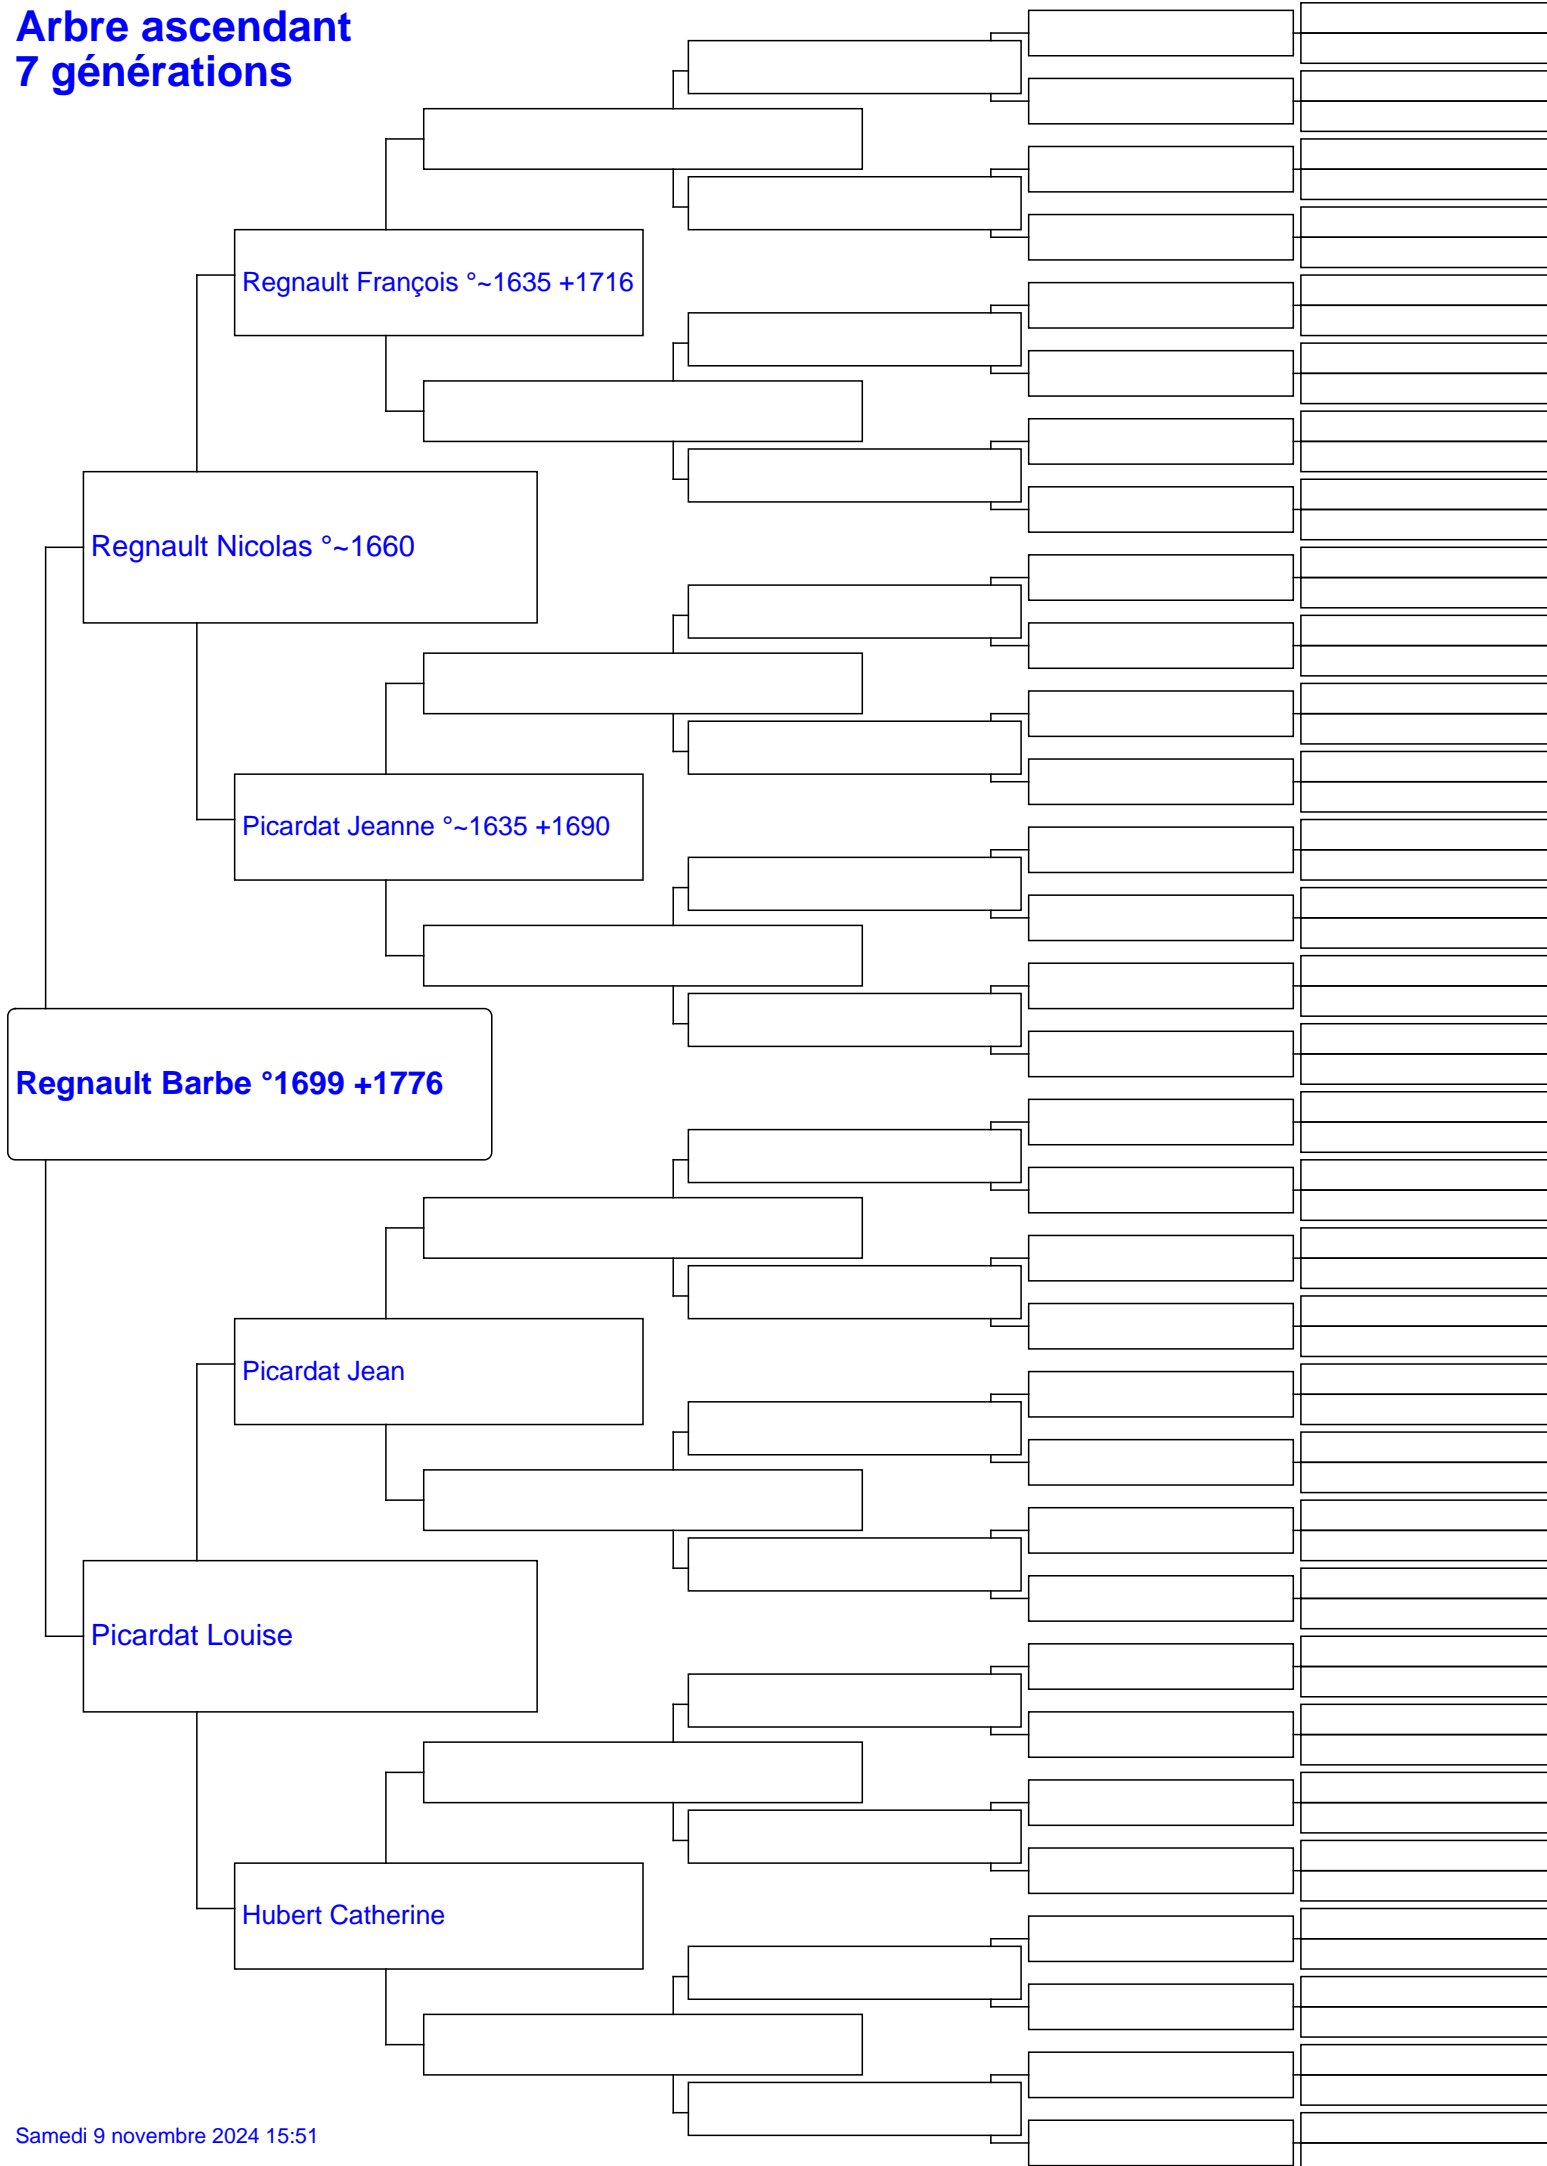 Arbre ascendant
7 générations
Regnault François °~1635 +1716
Regnault Nicolas °~1660
Picardat Jeanne °~1635 +1690
Regnault Barbe °1699 +1776
Picardat Jean
Picardat Louise
Hubert Catherine
Samedi 9 novembre 2024 15:51